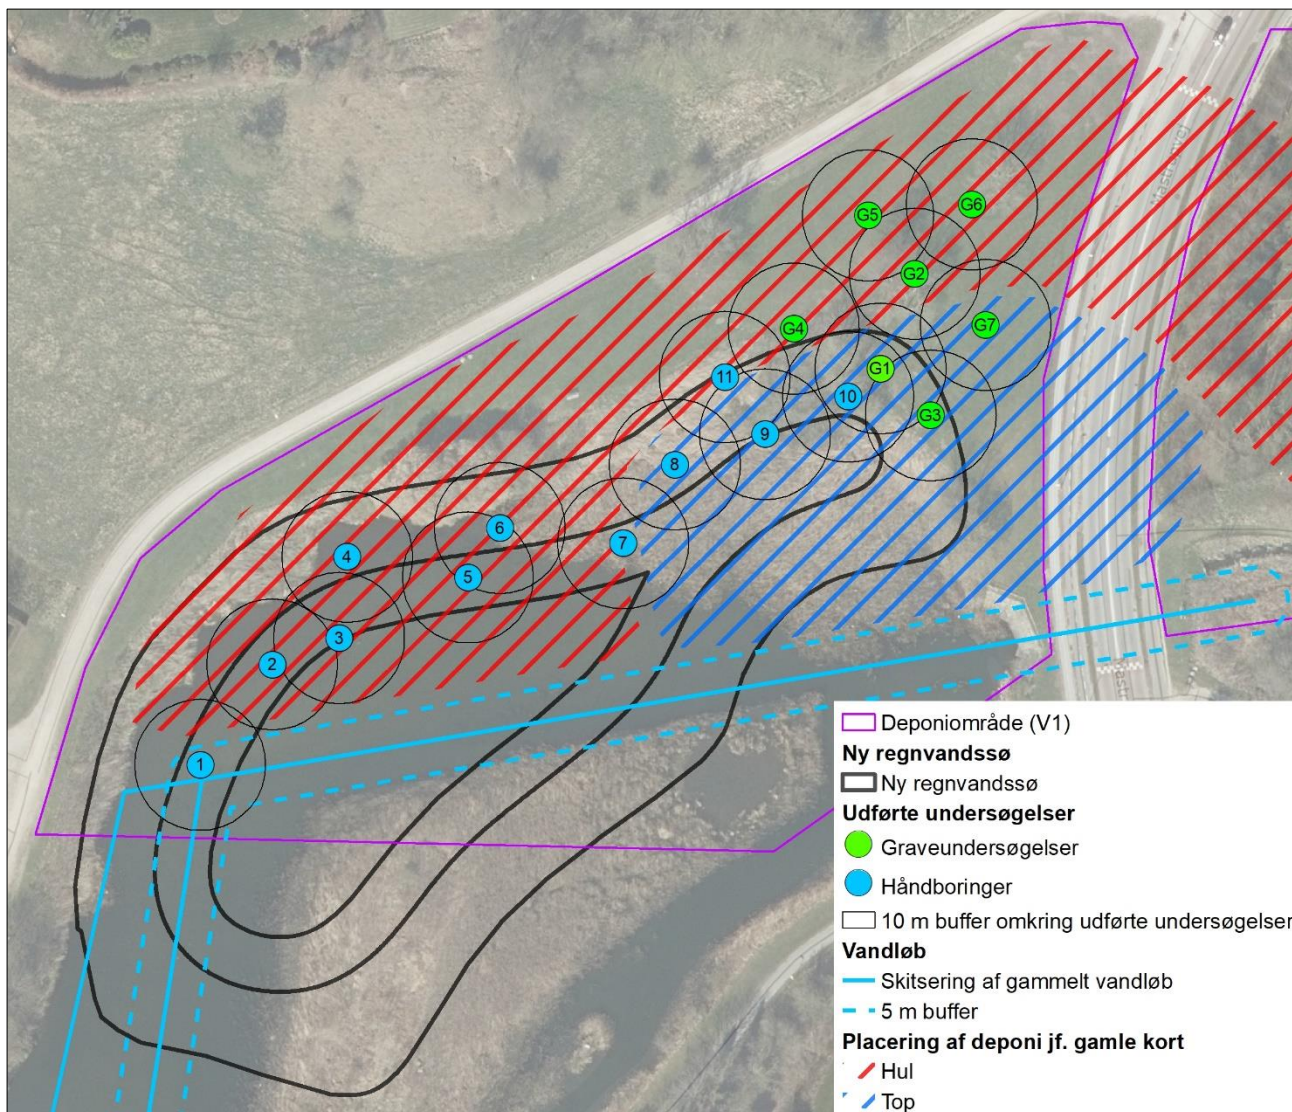 G5
G6
G2
G4
G7
11
G1
10
G3
9
8
6
7
4
5
3
2
1
Deponiområde (V1)
Ny regnvandssø
Ny regnvandssø
Udførte undersøgelser
Graveundersøgelser
Håndboringer
10 m buffer omkring udførte undersøgelser
Vandløb
Skitsering af gammelt vandløb
5 m buffer
Placering af deponi jf. gamle kort
Hul
Top